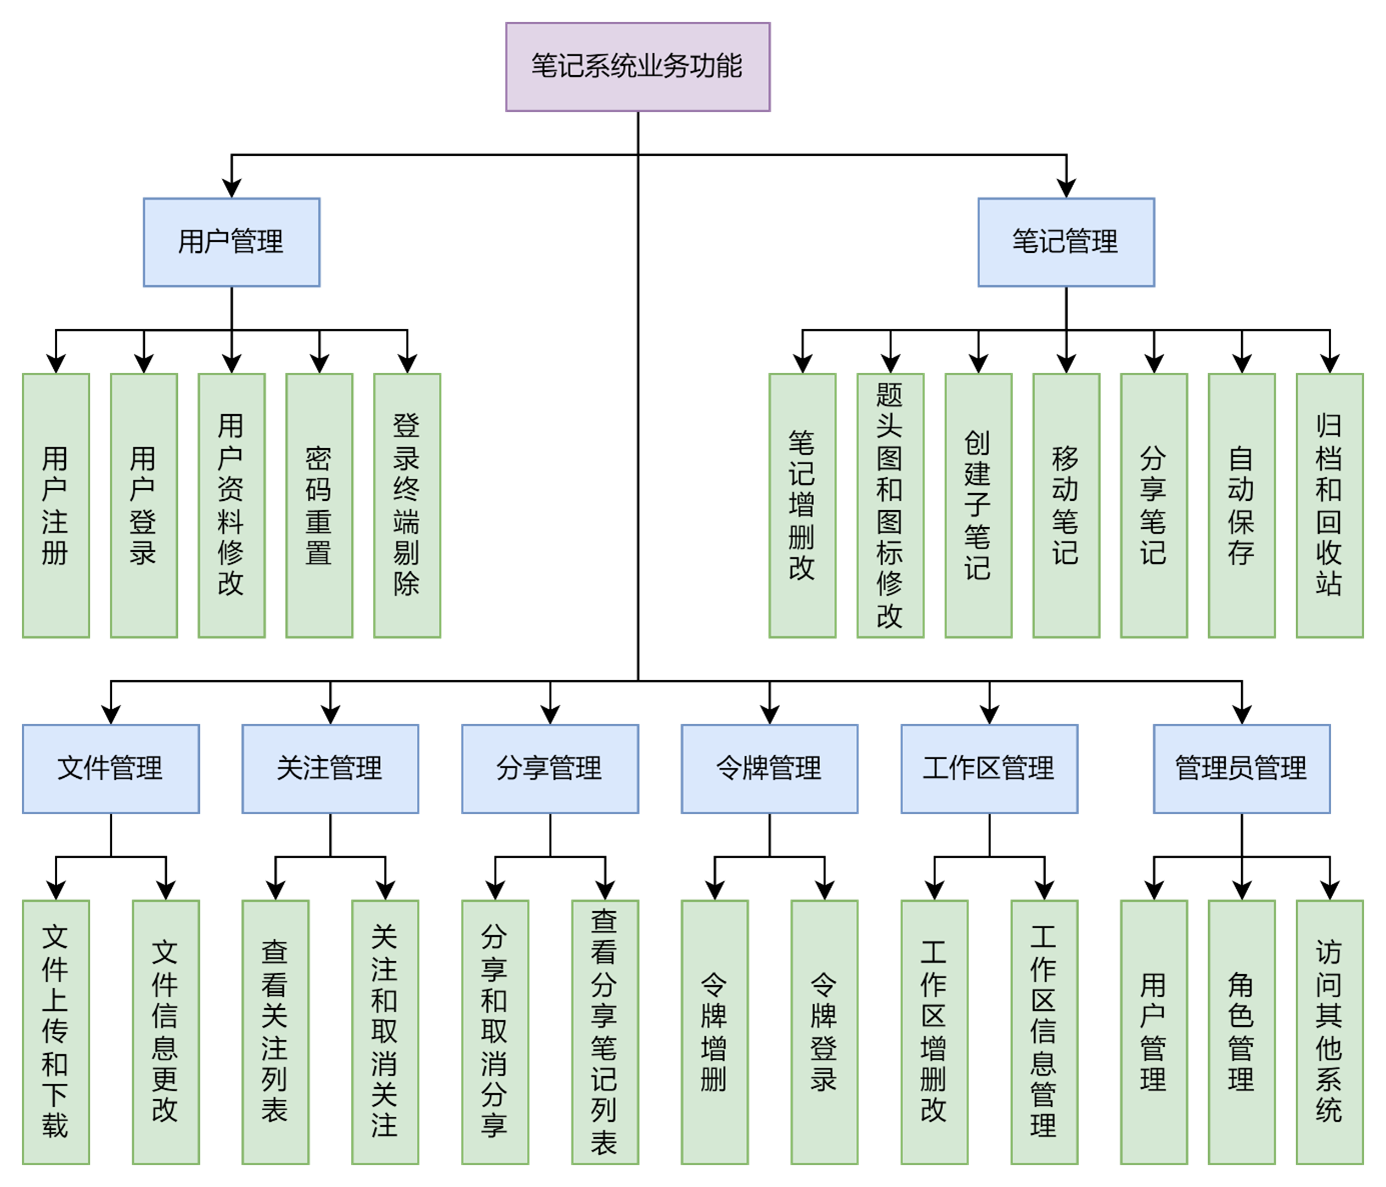 笔记系统业务功能
用户管理
笔记管理
用户注册
用户登录
用户资料修改
密码重置
登录终端剔除
笔记增删改
题头图和图标修改
创建子笔记
移动笔记
分享笔记
自动保存
归档和回收站
文件管理
关注管理
分享管理
令牌管理
工作区管理
管理员管理
文件上传和下载
文件信息更改
查看关注列表
关注和取消关注
分享和取消分享
查看分享笔记列表
令牌增删
令牌登录
工作区增删改
工作区信息管理
用户管理
角色管理
访问其他系统